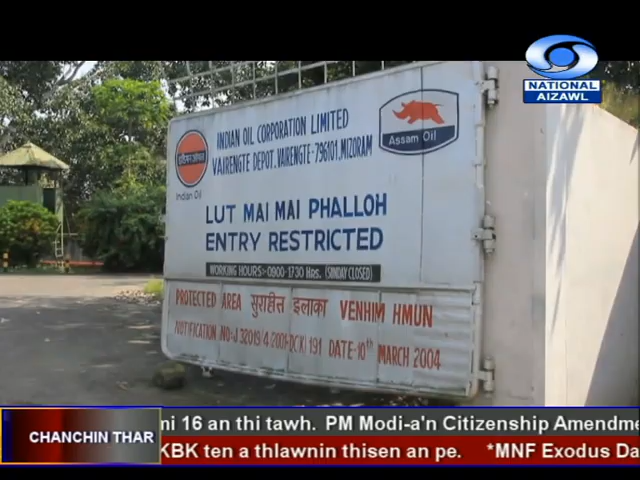 NATIONAL
AIZAWL
INDIAN OIL CORPORATION LIMITED
VAIRENGTE DEPOT. VAIRENGTE-796101, MIZORAM
इंडियन ऑयल
Indian Oil
Assam Oil
LUT MAI MAI PHALLOH
ENTRY RESTRICTED
WORKING HOURS:-0900-1730 Hrs. (SUNDAY CLOSED)
PROTECTED AREA सुरक्षित इलाका VENHIM HMUN
NOTIFICATION NO:-J 32019/4/2001-DC(K) 191 DATE-10th MARCH 2004
CHANCHIN THAR
ni 16 an thi tawh. PM Modi-a'n Citizenship Amendme
KBK ten a thlawnin thisen an pe. *MNF Exodus Da